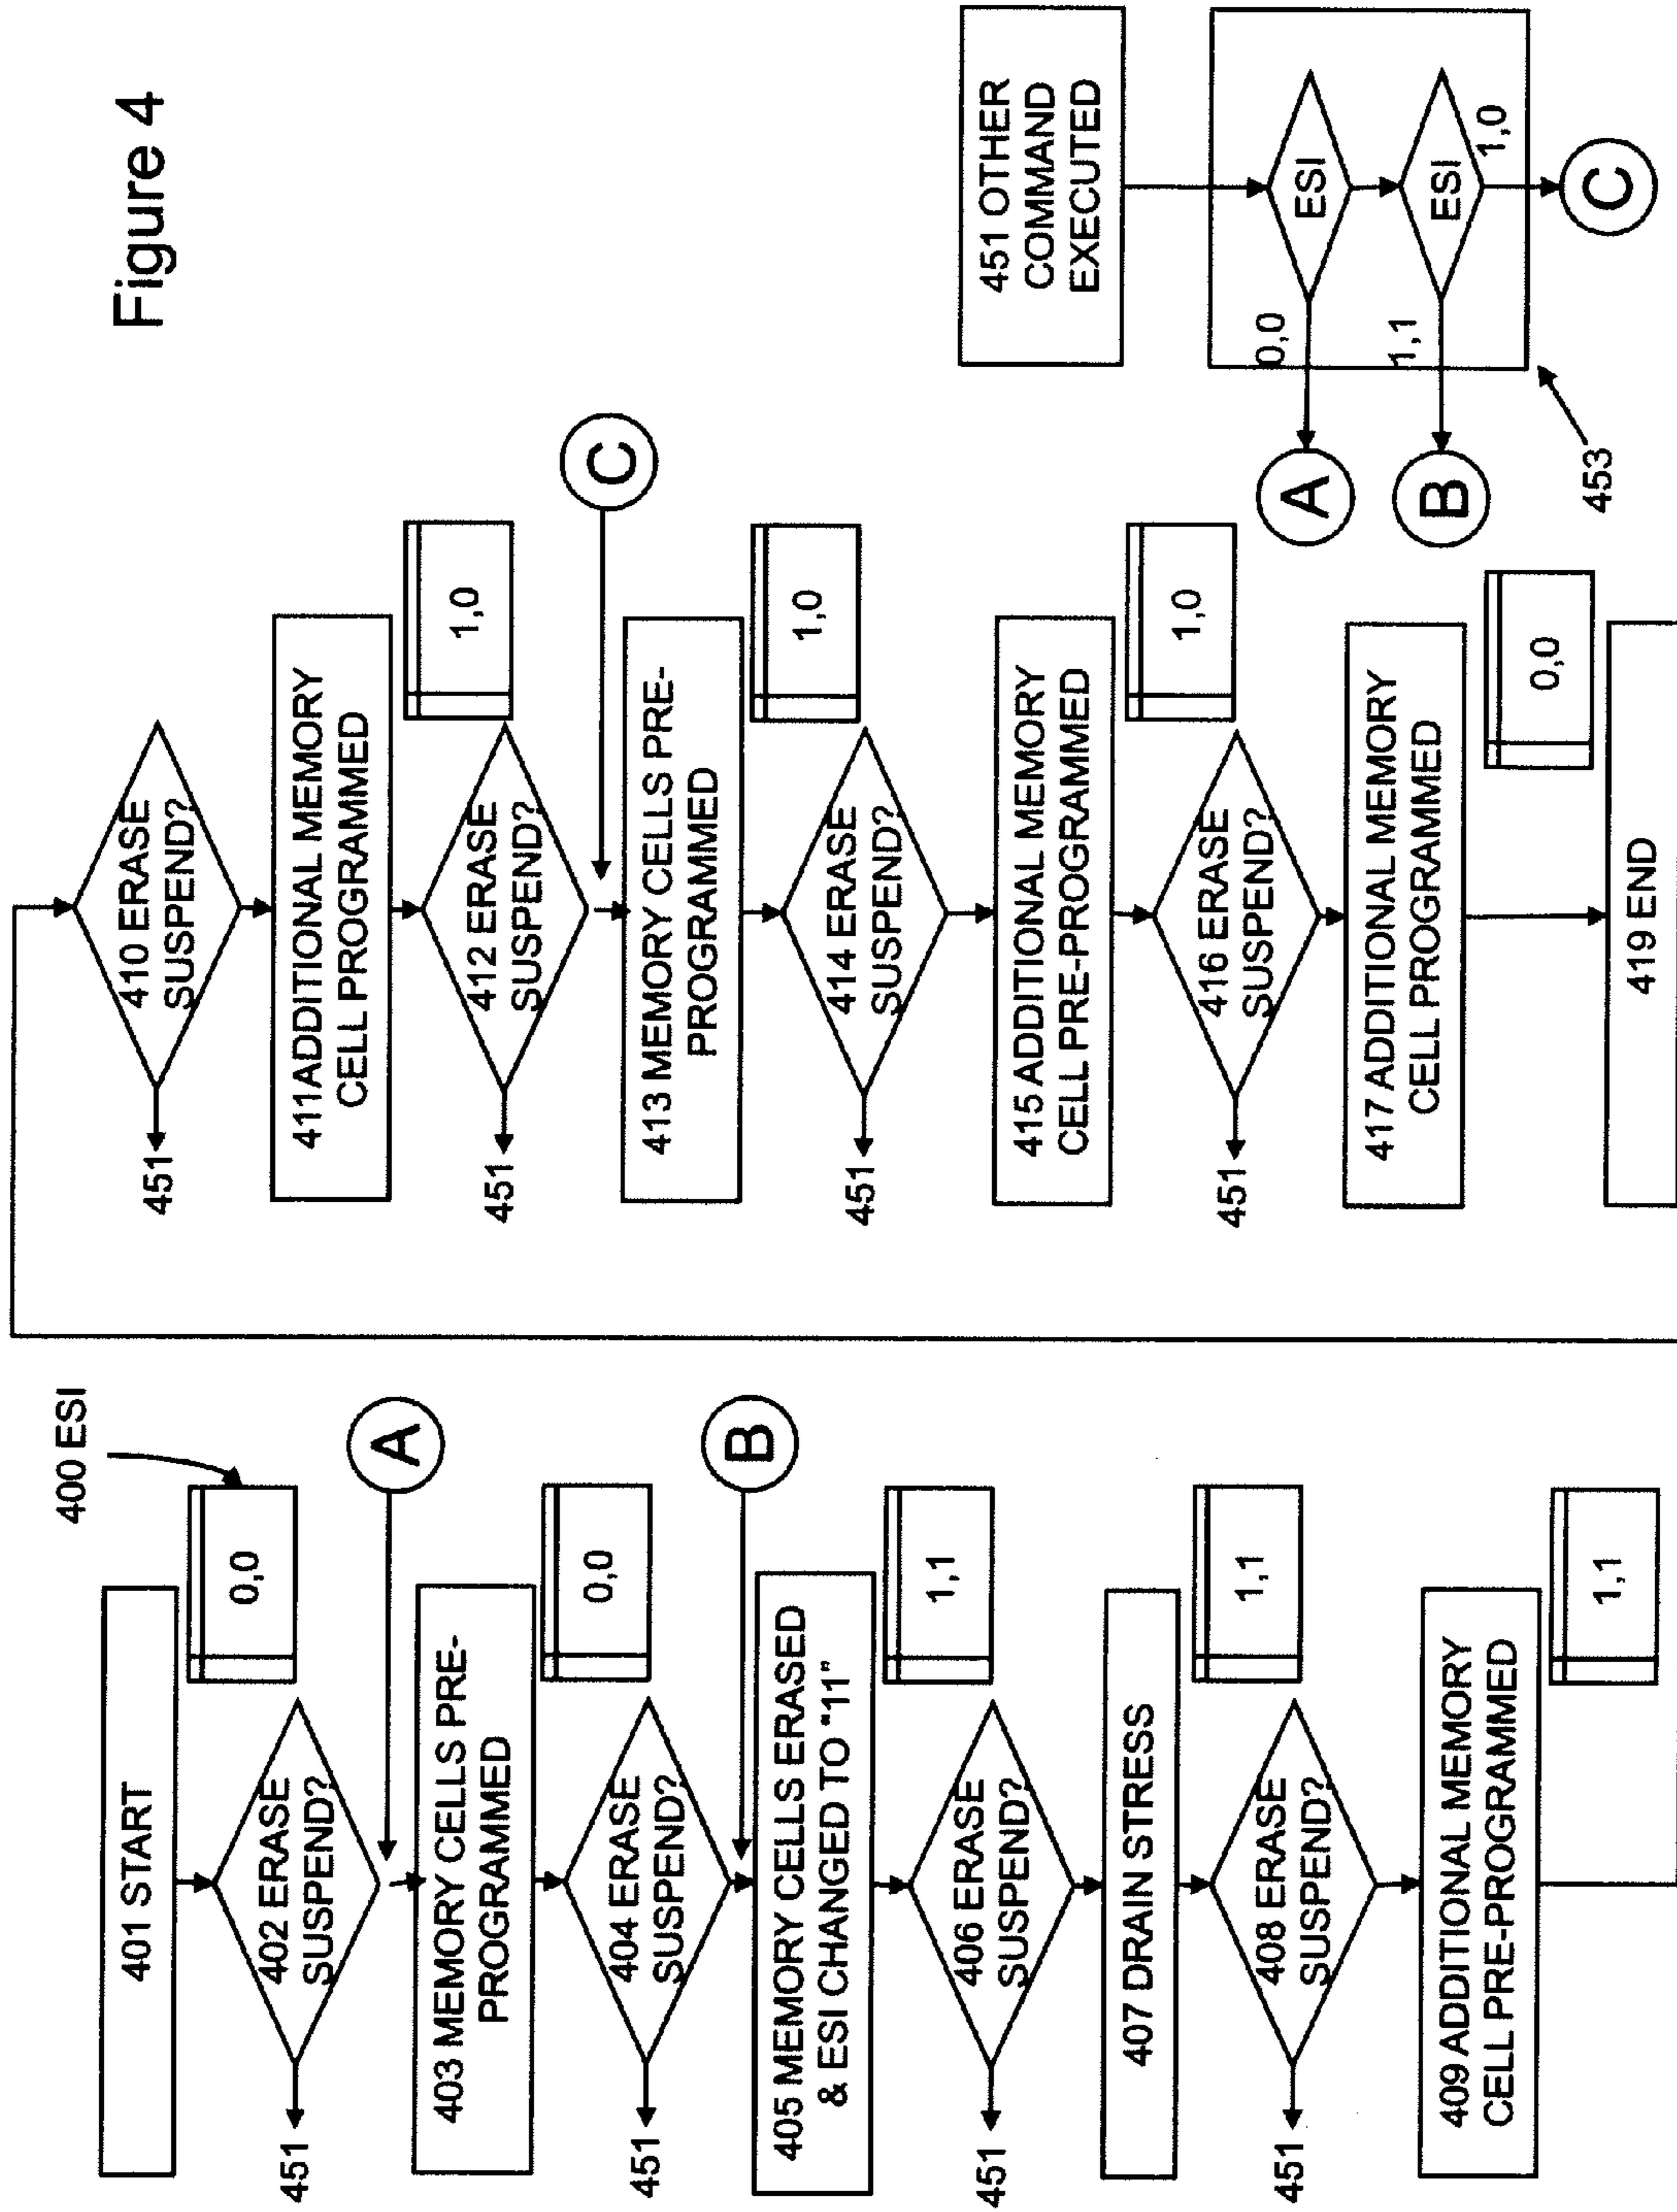 Figure 4
400 ESI
401 START
0,0
402 ERASE
SUSPEND?
451
A
403 MEMORY CELLS PRE-
PROGRAMMED
0,0
404 ERASE
SUSPEND?
451
B
405 MEMORY CELLS ERASED
& ESI CHANGED TO “11”
1,1
406 ERASE
SUSPEND?
451
407 DRAIN STRESS
1,1
408 ERASE
SUSPEND?
451
409 ADDITIONAL MEMORY
CELL PRE-PROGRAMMED
1,1
410 ERASE
SUSPEND?
451
411ADDITIONAL MEMORY
CELL PROGRAMMED
1,0
412 ERASE
SUSPEND?
451
C
413 MEMORY CELLS PRE-
PROGRAMMED
1,0
414 ERASE
SUSPEND?
451
415 ADDITIONAL MEMORY
CELL PRE-PROGRAMMED
1,0
416 ERASE
SUSPEND?
451
417 ADDITIONAL MEMORY
CELL PROGRAMMED
0,0
419 END
451 OTHER
COMMAND
EXECUTED
0,0
ESI
A
1,1
ESI
1,0
B
C
453